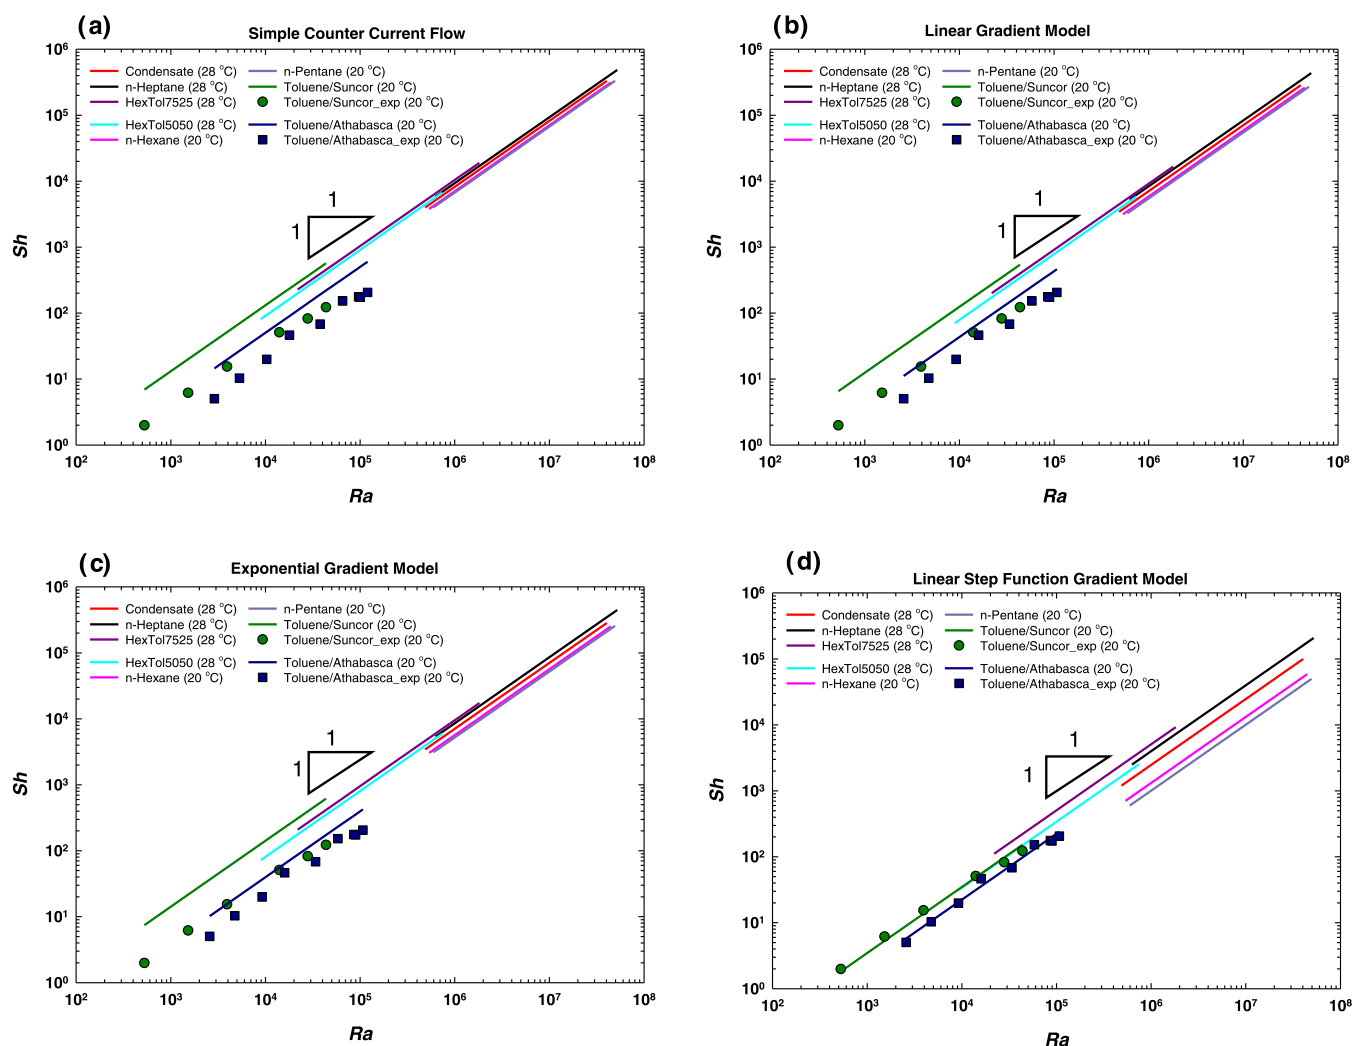 (a)
Simple Counter Current Flow
10⁶
Condensate (28 °C)
n-Pentane (20 °C)
n-Heptane (28 °C)
Toluene/Suncor (20 °C)
HexTol7525 (28 °C)
Toluene/Suncor_exp (20 °C)
HexTol5050 (28 °C)
Toluene/Athabasca (20 °C)
n-Hexane (20 °C)
Toluene/Athabasca_exp (20 °C)
10⁵
10⁴
1
1
10³
Sh
10²
10¹
10⁰
10² 10³ 10⁴ 10⁵ 10⁶ 10⁷ 10⁸
Ra
(b)
Linear Gradient Model
10⁶
Condensate (28 °C)
n-Pentane (20 °C)
n-Heptane (28 °C)
Toluene/Suncor (20 °C)
HexTol7525 (28 °C)
Toluene/Suncor_exp (20 °C)
HexTol5050 (28 °C)
Toluene/Athabasca (20 °C)
n-Hexane (20 °C)
Toluene/Athabasca_exp (20 °C)
10⁵
10⁴
1
1
10³
Sh
10²
10¹
10⁰
10² 10³ 10⁴ 10⁵ 10⁶ 10⁷ 10⁸
Ra
(c)
Exponential Gradient Model
10⁶
Condensate (28 °C)
n-Pentane (20 °C)
n-Heptane (28 °C)
Toluene/Suncor (20 °C)
HexTol7525 (28 °C)
Toluene/Suncor_exp (20 °C)
HexTol5050 (28 °C)
Toluene/Athabasca (20 °C)
n-Hexane (20 °C)
Toluene/Athabasca_exp (20 °C)
10⁵
10⁴
1
1
10³
Sh
10²
10¹
10⁰
10² 10³ 10⁴ 10⁵ 10⁶ 10⁷ 10⁸
Ra
(d)
Linear Step Function Gradient Model
10⁶
Condensate (28 °C)
n-Pentane (20 °C)
n-Heptane (28 °C)
Toluene/Suncor (20 °C)
HexTol7525 (28 °C)
Toluene/Suncor_exp (20 °C)
HexTol5050 (28 °C)
Toluene/Athabasca (20 °C)
n-Hexane (20 °C)
Toluene/Athabasca_exp (20 °C)
10⁵
10⁴
1
1
10³
Sh
10²
10¹
10⁰
10² 10³ 10⁴ 10⁵ 10⁶ 10⁷ 10⁸
Ra